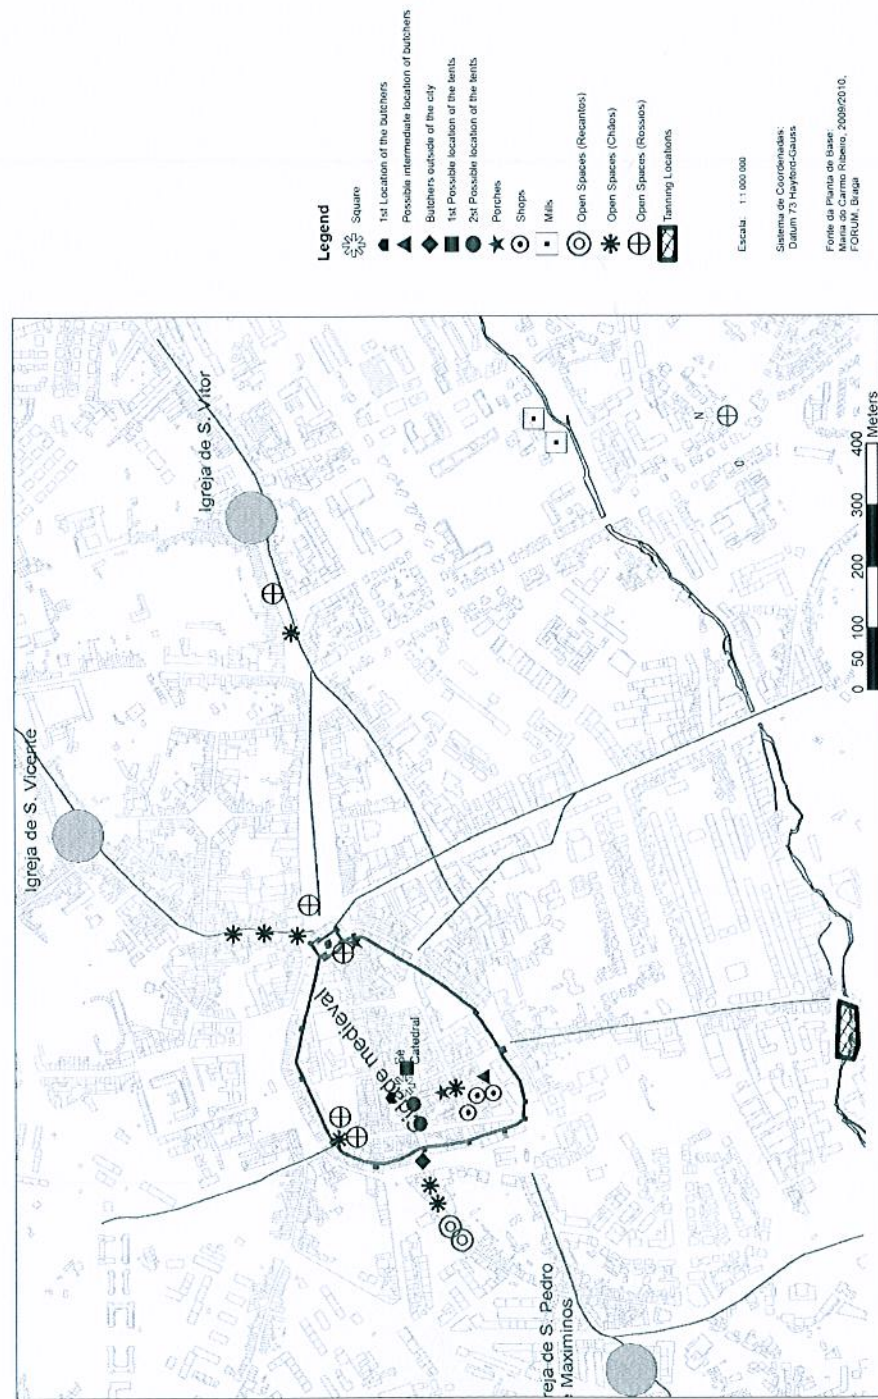 Igreja de S. Vicente
Igreja de S. Vitor
Cidade medieval
Sé
Catedral
reja de S. Pedro
Maximinos
N
0 50 100 200 300 400
Meters
Legend
Square
1st Location of the butchers
Possible intermediate location of butchers
Butchers outside of the city
1st Possible location of the tents
2st Possible location of the tents
Porches
Shops
Mills
Open Spaces (Recantos)
Open Spaces (Chãos)
Open Spaces (Rossios)
Tanning Locations
Escala: 1:1 000 000
Sistema de Coordenadas:
Datum 73 Hayford-Gauss
Fonte da Planta de Base:
Maria do Carmo Ribeiro, 2009/2010,
FORUM, Braga